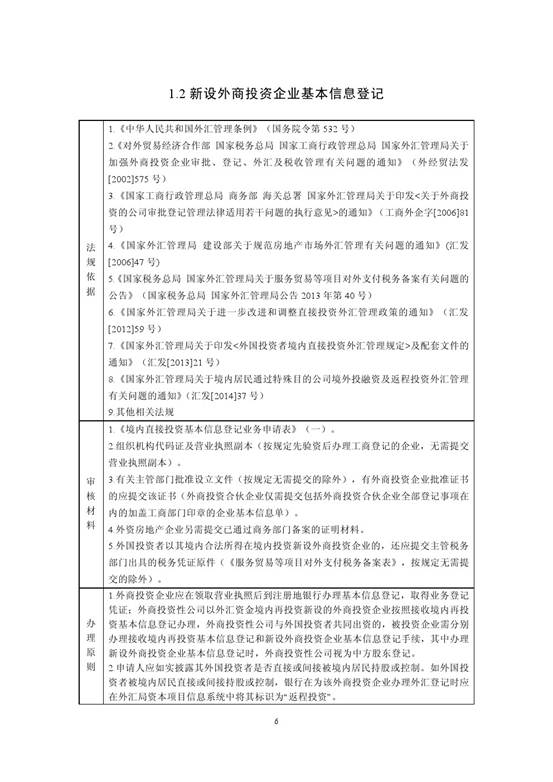 1.2 新设外商投资企业基本信息登记
法规依据
1.《中华人民共和国外汇管理条例》（国务院令第 532 号）
2.《对外贸易经济合作部 国家税务总局 国家工商行政管理总局 国家外汇管理局关于
加强外商投资企业审批、登记、外汇及税收管理有关问题的通知》（外经贸法发
[2002]575 号）
3.《国家工商行政管理总局 商务部 海关总署 国家外汇管理局关于印发<关于外商投
资的公司审批登记管理法律适用若干问题的执行意见>的通知》（工商外企字[2006]81
号）
4.《国家外汇管理局 建设部关于规范房地产市场外汇管理有关问题的通知》(汇发
[2006]47 号)
5.《国家税务总局 国家外汇管理局关于服务贸易等项目对外支付税务备案有关问题的
公告》（国家税务总局 国家外汇管理局公告 2013 年第 40 号）
6.《国家外汇管理局关于进一步改进和调整直接投资外汇管理政策的通知》（汇发
[2012]59 号）
7.《国家外汇管理局关于印发<外国投资者境内直接投资外汇管理规定>及配套文件的
通知》（汇发[2013]21 号）
8.《国家外汇管理局关于境内居民通过特殊目的公司境外投融资及返程投资外汇管理
有关问题的通知》（汇发[2014]37 号）
9.其他相关法规
审核材料
1.《境内直接投资基本信息登记业务申请表》（一）。
2.组织机构代码证及营业执照副本（按规定先验资后办理工商登记的企业，无需提交
营业执照副本）。
3.有关主管部门批准设立文件（按规定无需提交的除外），有外商投资企业批准证书
的应提交该证书（外商投资合伙企业仅需提交包括外商投资合伙企业全部登记事项在
内的加盖工商部门印章的企业基本信息单）。
4.外资房地产企业另需提交已通过商务部门备案的证明材料。
5.外国投资者以其境内合法所得在境内投资新设外商投资企业的，还应提交主管税务
部门出具的税务凭证原件（《服务贸易等项目对外支付税务备案表》，按规定无需提
交的除外）。
办理原则
1.外商投资企业应在领取营业执照后到注册地银行办理基本信息登记，取得业务登记
凭证；外商投资性公司以外汇资金境内再投资新设的外商投资企业按照接收境内再投
资基本信息登记办理，外商投资性公司与外国投资者共同出资的，被投资企业需分别
办理接收境内再投资基本信息登记和新设外商投资企业基本信息登记手续，其中办理
新设外商投资企业基本信息登记时，外商投资性公司视为中方股东登记。
2.申请人应如实披露其外国投资者是否直接或间接被境内居民持股或控制。如外国投
资者被境内居民直接或间接持股或控制，银行在为该外商投资企业办理外汇登记时应
在外汇局资本项目信息系统中将其标识为“返程投资”。
6